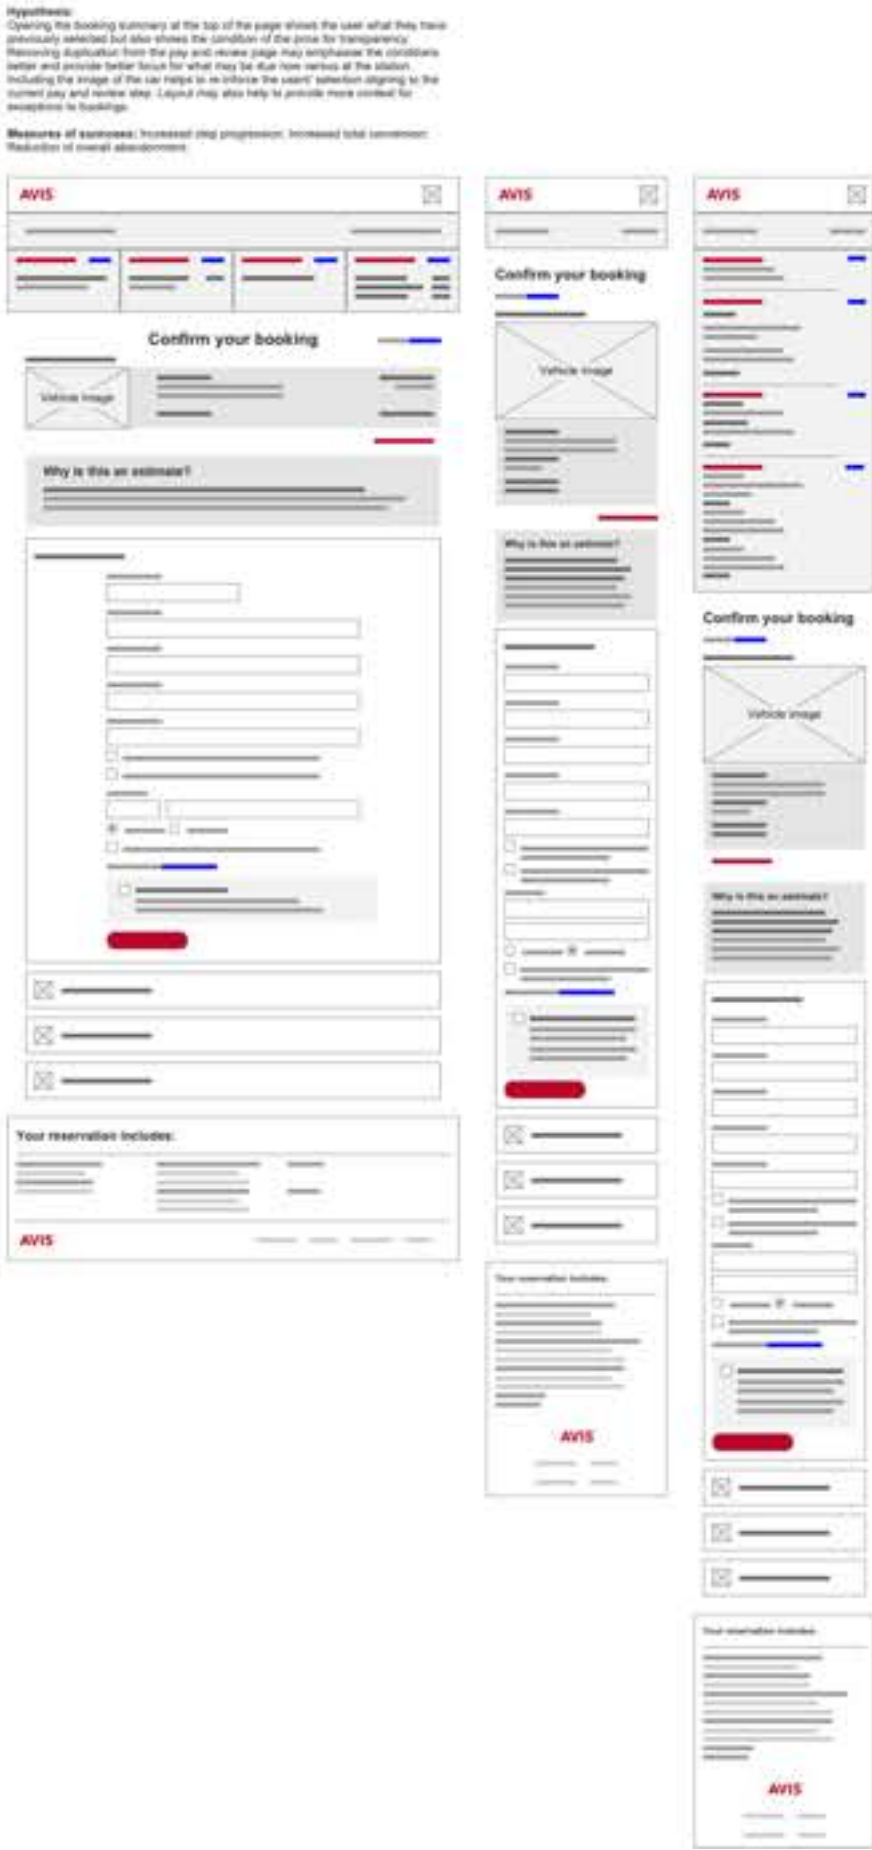 Hypothesis:
Opening the booking summary at the top of the page shows the user what they have
previously selected but also shows the condition of the price for transparency.
Removing duplication from the pay and review page may emphasise the conditions
better and provide better focus for what may be due now versus at the station.
Including the image of the car helps to re-inforce the users' selection aligning to the
current pay and review step. Layout may also help to provide more context for
exceptions to bookings.
Measures of success: Increased step progression. Increased total conversion.
Reduction of overall abandonment.
AVIS
Confirm your booking
Vehicle image
Why is this an estimate?
Your reservation includes:
AVIS
AVIS
Confirm your booking
Vehicle image
Why is this an estimate?
Your reservation includes:
AVIS
AVIS
Confirm your booking
Vehicle image
Why is this an estimate?
Your reservation includes:
AVIS